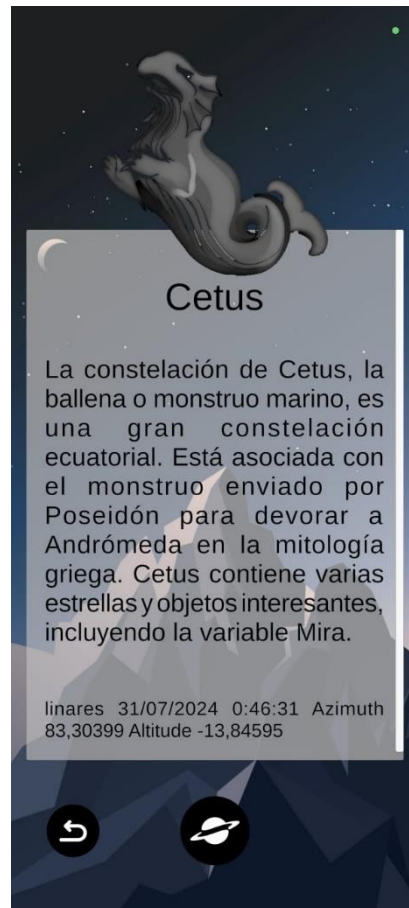 Cetus
La constelación de Cetus, la
ballena o monstruo marino, es
una gran constelación
ecuatorial. Está asociada con
el monstruo enviado por
Poseidón para devorar a
Andrómeda en la mitología
griega. Cetus contiene varias
estrellas y objetos interesantes,
incluyendo la variable Mira.
linares 31/07/2024 0:46:31 Azimuth
83,30399 Altitude -13,84595